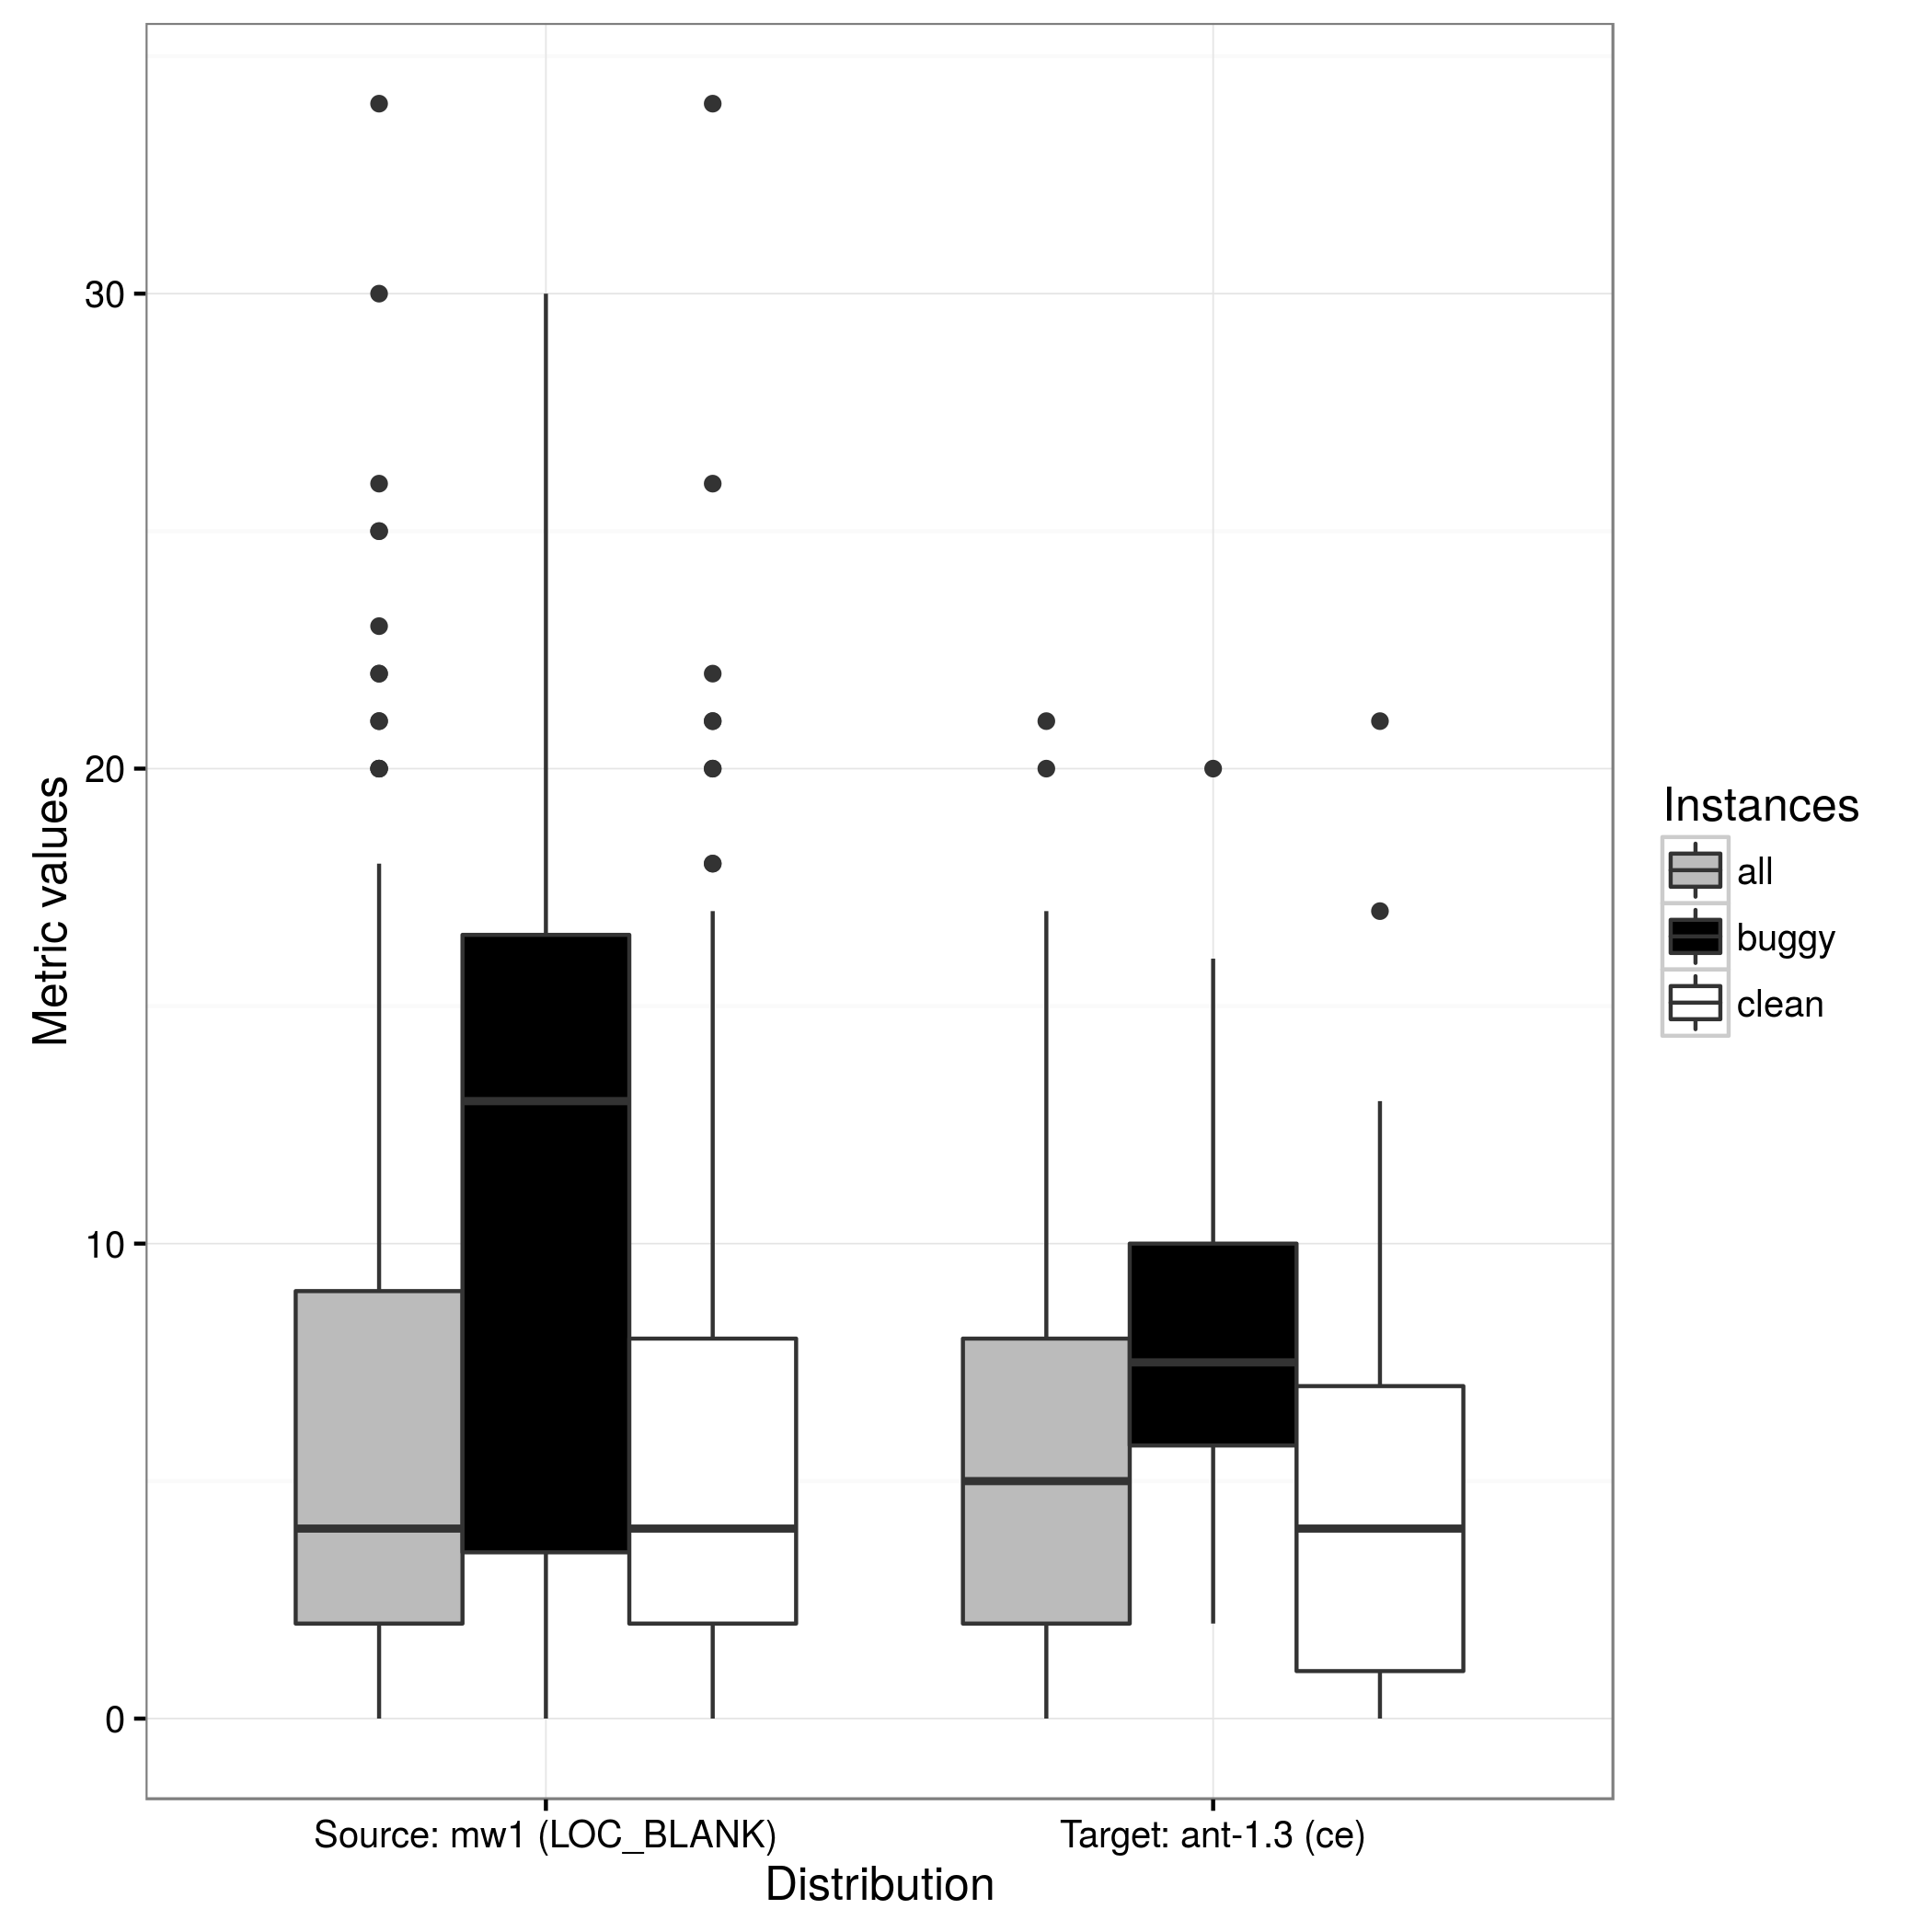 Metric values
30
20
10
0
Source: mw1 (LOC_BLANK)
Target: ant-1.3 (ce)
Distribution
Instances
all
buggy
clean